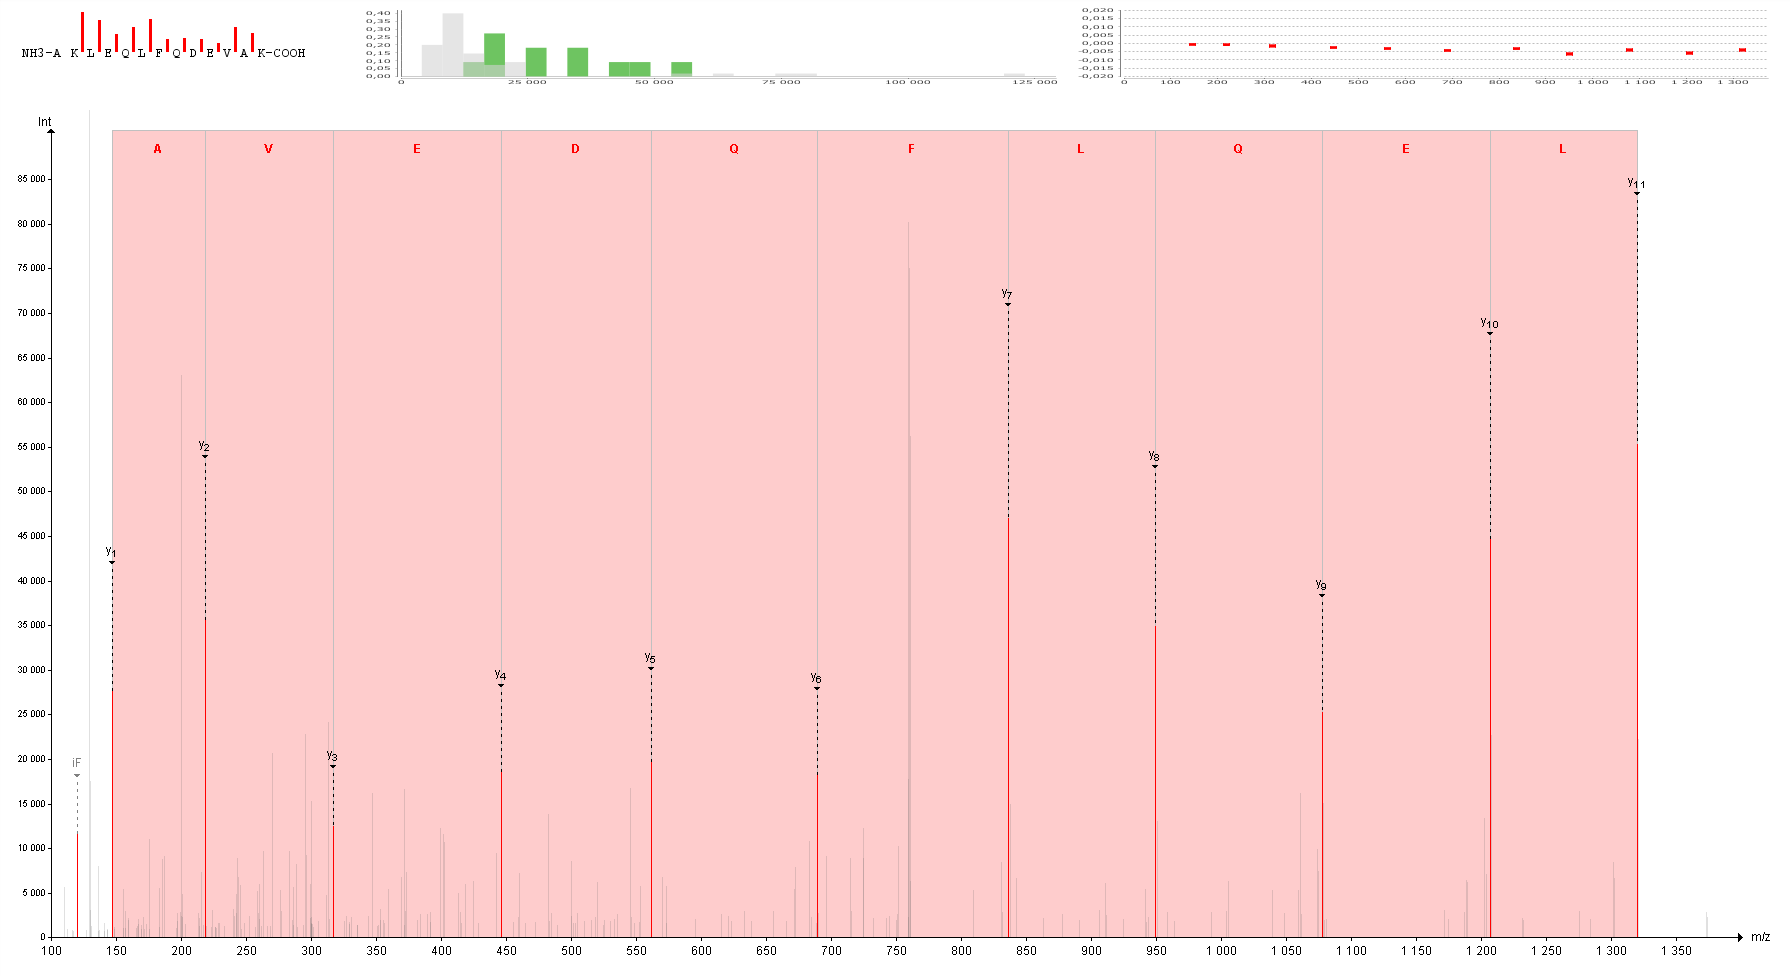 NH3-A K L E Q L F Q D E V A K-COOH
0,40
0,35
0,30
0,25
0,20
0,15
0,10
0,05
0,00
0 25 000 50 000 75 000 100 000 125 000
0,020
0,015
0,010
0,005
0,000
-0,005
-0,010
-0,015
-0,020
0 100 200 300 400 500 600 700 800 900 1 000 1 100 1 200 1 300
Int
A V E D Q F L Q E L
85 000
80 000
75 000
70 000
65 000
60 000
55 000
50 000
45 000
40 000
35 000
30 000
25 000
20 000
15 000
10 000
5 000
0
iF
y1
y2
y3
y4
y5
y6
y7
y8
y9
y10
y11
100 150 200 250 300 350 400 450 500 550 600 650 700 750 800 850 900 950 1 000 1 050 1 100 1 150 1 200 1 250 1 300 1 350 m/z